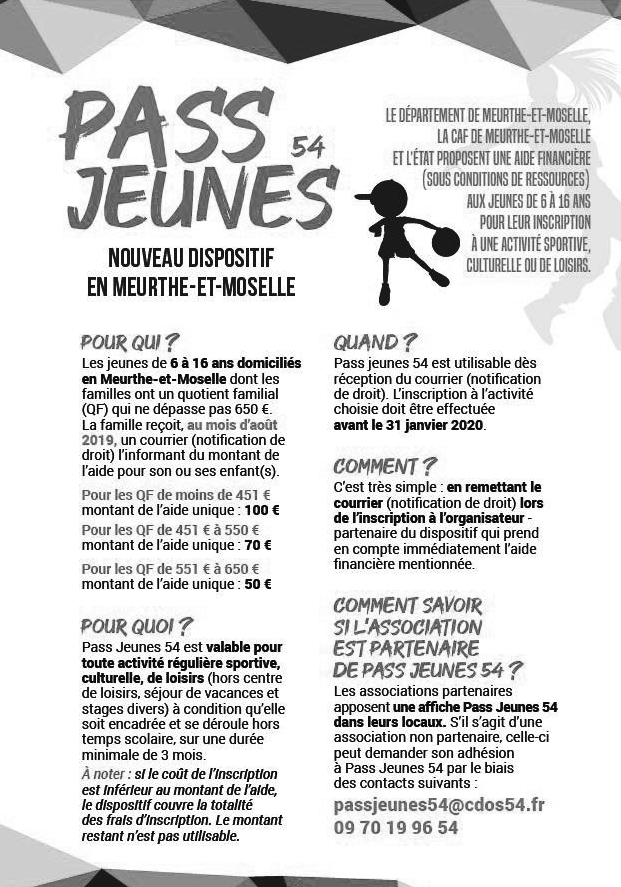 PASS
JEUNES 54
NOUVEAU DISPOSITIF
EN MEURTHE-ET-MOSELLE
LE DÉPARTEMENT DE MEURTHE-ET-MOSELLE,
LA CAF DE MEURTHE-ET-MOSELLE
ET L'ÉTAT PROPOSENT UNE AIDE FINANCIÈRE
(SOUS CONDITIONS DE RESSOURCES)
AUX JEUNES DE 6 À 16 ANS
POUR LEUR INSCRIPTION
À UNE ACTIVITÉ SPORTIVE,
CULTURELLE OU DE LOISIRS.
POUR QUI ?
Les jeunes de 6 à 16 ans domiciliés
en Meurthe-et-Moselle dont les
familles ont un quotient familial
(QF) qui ne dépasse pas 650 €.
La famille reçoit, au mois d'août
2019, un courrier (notification de
droit) l'informant du montant de
l'aide pour son ou ses enfant(s).
Pour les QF de moins de 451 €
montant de l'aide unique : 100 €
Pour les QF de 451 € à 550 €
montant de l'aide unique : 70 €
Pour les QF de 551 € à 650 €
montant de l'aide unique : 50 €
POUR QUOI ?
Pass Jeunes 54 est valable pour
toute activité régulière sportive,
culturelle, de loisirs (hors centre
de loisirs, séjour de vacances et
stages divers) à condition qu'elle
soit encadrée et se déroule hors
temps scolaire, sur une durée
minimale de 3 mois.
À noter : si le coût de l'inscription
est inférieur au montant de l'aide,
le dispositif couvre la totalité
des frais d'inscription. Le montant
restant n'est pas utilisable.
QUAND ?
Pass jeunes 54 est utilisable dès
réception du courrier (notification
de droit). L'inscription à l'activité
choisie doit être effectuée
avant le 31 janvier 2020.
COMMENT ?
C'est très simple : en remettant le
courrier (notification de droit) lors
de l'inscription à l'organisateur -
partenaire du dispositif qui prend
en compte immédiatement l'aide
financière mentionnée.
COMMENT SAVOIR
SI L'ASSOCIATION
EST PARTENAIRE
DE PASS JEUNES 54 ?
Les associations partenaires
apposent une affiche Pass Jeunes 54
dans leurs locaux. S'il s'agit d'une
association non partenaire, celle-ci
peut demander son adhésion
à Pass Jeunes 54 par le biais
des contacts suivants :
passjeunes54@cdos54.fr
09 70 19 96 54